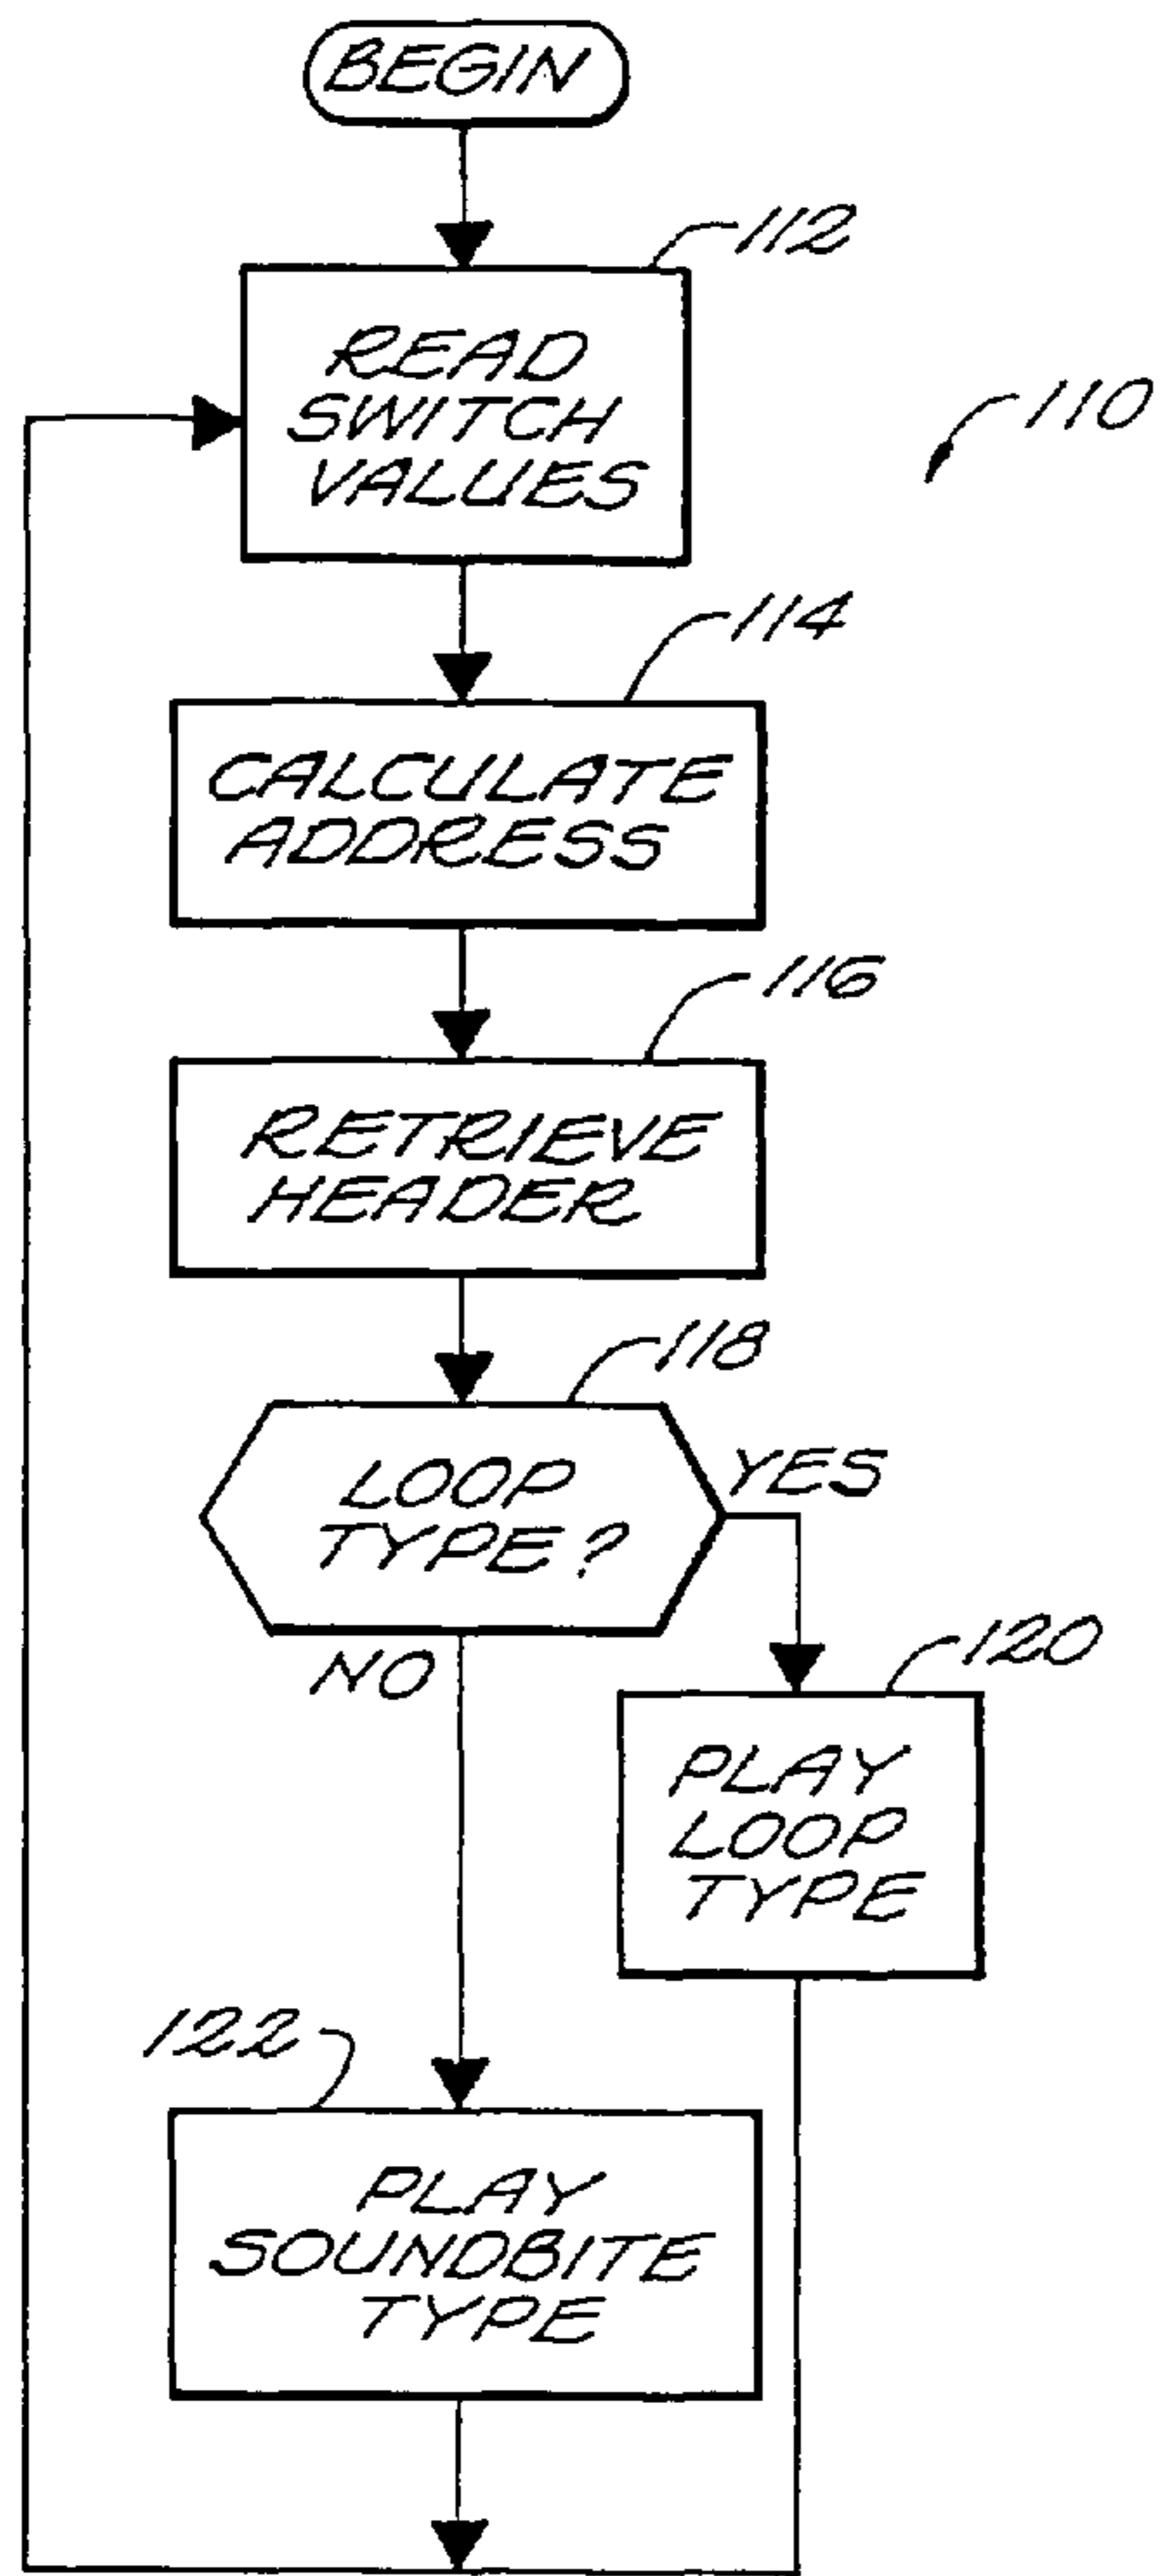 BEGIN
112
READ
SWITCH
VALUES
110
114
CALCULATE
ADDRESS
116
RETRIEVE
HEADER
118
LOOP
TYPE?
YES
NO
120
PLAY
LOOP
TYPE
122
PLAY
SOUNDBITE
TYPE